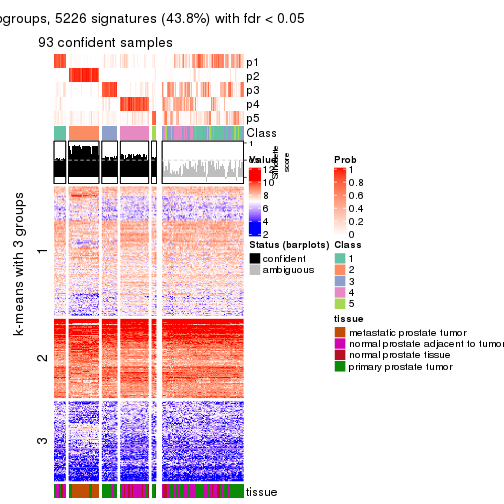 ogroups, 5226 signatures (43.8%) with fdr < 0.05
93 confident samples
p1
p2
p3
p4
p5
Class
1
Silhouette
score
k-means with 3 groups
1
2
3
Value
12
10
8
6
4
2
Status (barplots)
confident
ambiguous
Prob
1
0.8
0.6
0.4
0.2
0
Class
1
2
3
4
5
tissue
metastatic prostate tumor
normal prostate adjacent to tumor
normal prostate tissue
primary prostate tumor
tissue